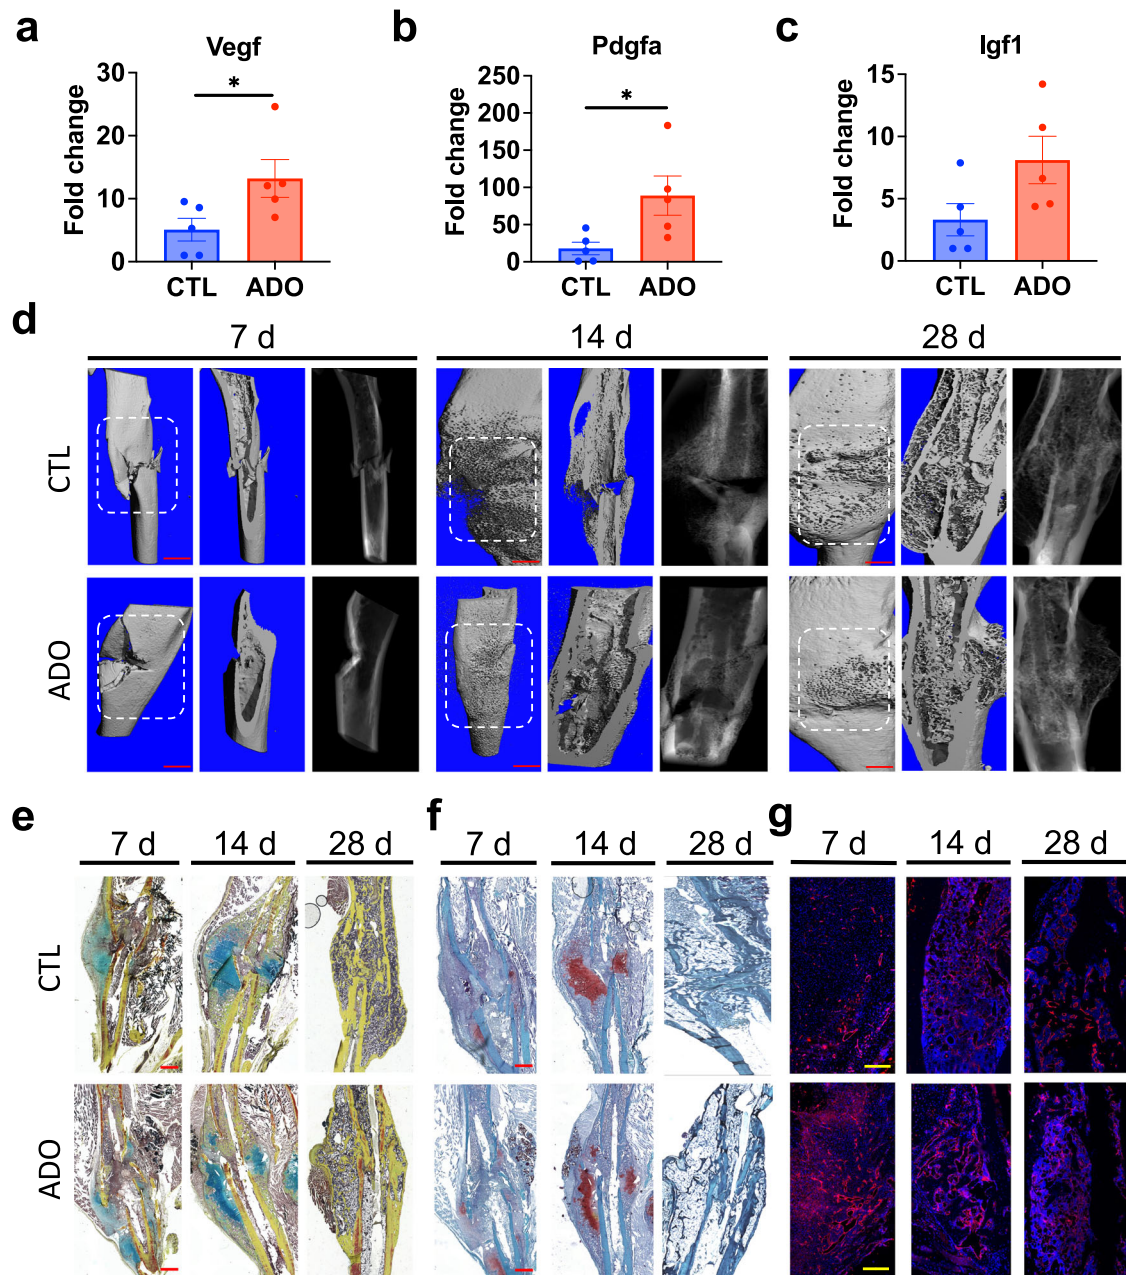 a
Vegf
Fold change
30
20
10
0
*
CTL ADO
b
Pdgfa
Fold change
250
200
150
100
50
0
*
CTL ADO
c
Igf1
Fold change
15
10
5
0
CTL ADO
d
7 d 14 d 28 d
CTL
ADO
e
7 d 14 d 28 d
f
7 d 14 d 28 d
g
7 d 14 d 28 d
CTL
ADO